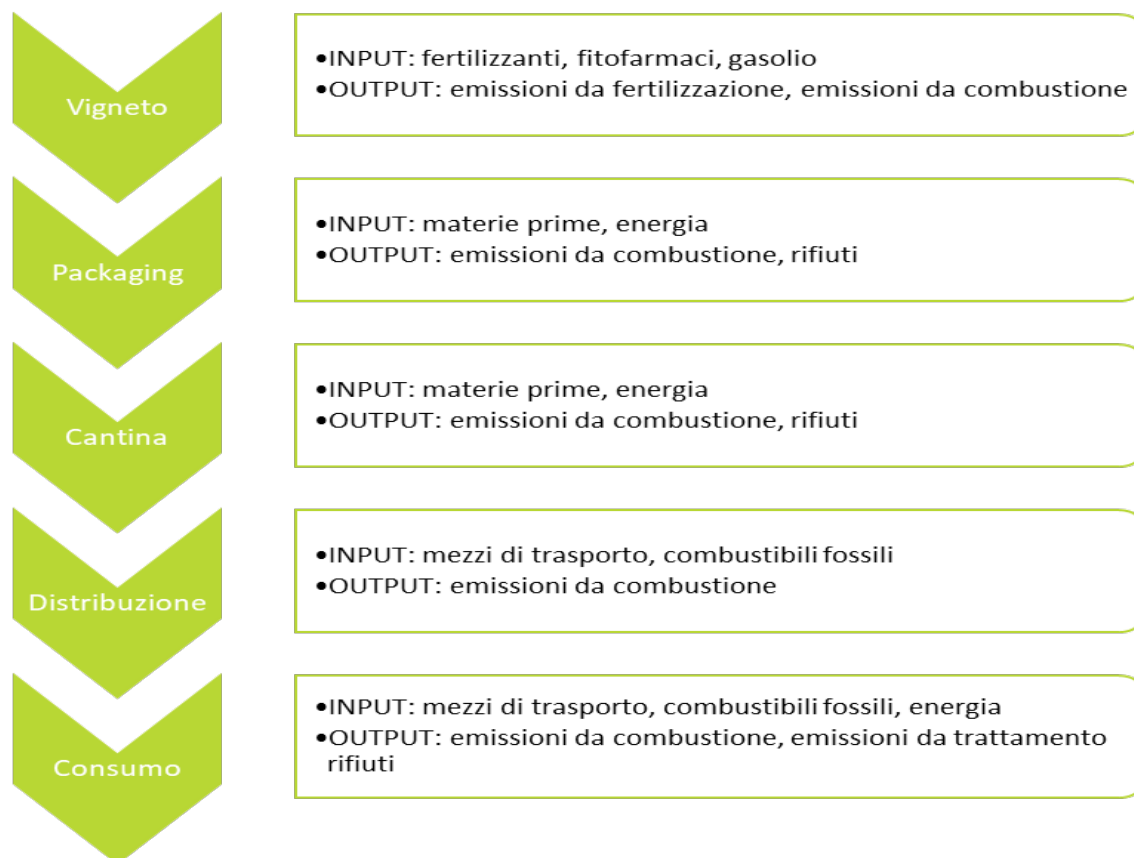 Vigneto
•INPUT: fertilizzanti, fitofarmaci, gasolio
•OUTPUT: emissioni da fertilizzazione, emissioni da combustione
Packaging
•INPUT: materie prime, energia
•OUTPUT: emissioni da combustione, rifiuti
Cantina
•INPUT: materie prime, energia
•OUTPUT: emissioni da combustione, rifiuti
Distribuzione
•INPUT: mezzi di trasporto, combustibili fossili
•OUTPUT: emissioni da combustione
Consumo
•INPUT: mezzi di trasporto, combustibili fossili, energia
•OUTPUT: emissioni da combustione, emissioni da trattamento
rifiuti